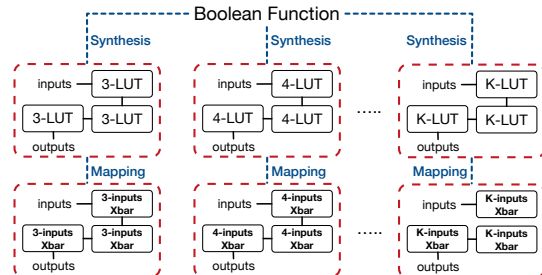 Boolean Function
Synthesis Synthesis Synthesis
inputs 3-LUT inputs 4-LUT inputs K-LUT
3-LUT 3-LUT 4-LUT 4-LUT ..... K-LUT K-LUT
outputs outputs outputs
Mapping Mapping Mapping
inputs 3-inputs Xbar inputs 4-inputs Xbar inputs K-inputs Xbar
3-inputs Xbar 3-inputs Xbar 4-inputs Xbar 4-inputs Xbar ..... K-inputs Xbar K-inputs Xbar
outputs outputs outputs